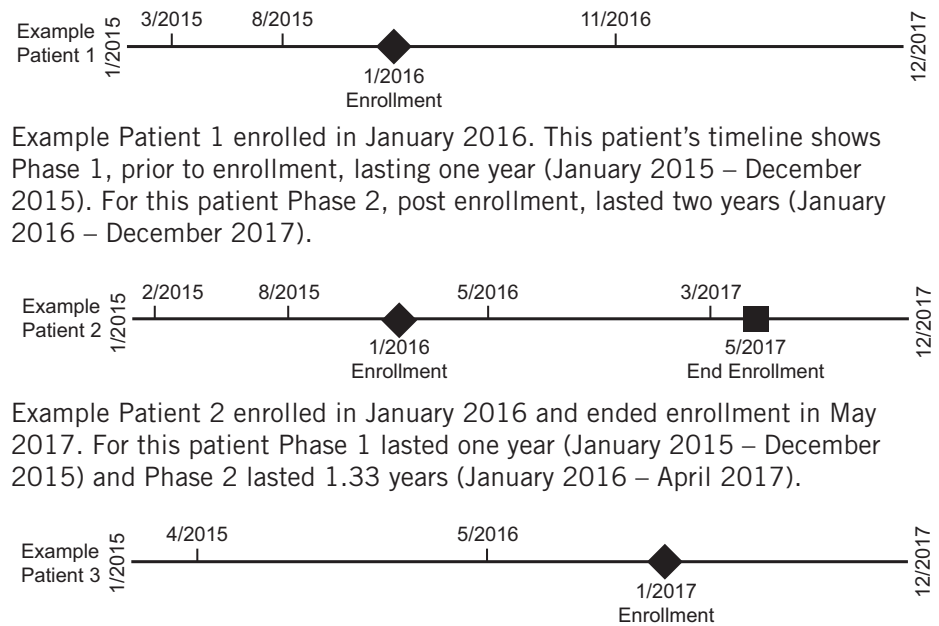 3/2015 8/2015 11/2016
Example
Patient 1
1/2015
12/2017
1/2016
Enrollment
Example Patient 1 enrolled in January 2016. This patient’s timeline shows
Phase 1, prior to enrollment, lasting one year (January 2015 – December
2015). For this patient Phase 2, post enrollment, lasted two years (January
2016 – December 2017).
2/2015 8/2015 5/2016 3/2017
Example
Patient 2
1/2015
12/2017
1/2016
Enrollment
5/2017
End Enrollment
Example Patient 2 enrolled in January 2016 and ended enrollment in May
2017. For this patient Phase 1 lasted one year (January 2015 – December
2015) and Phase 2 lasted 1.33 years (January 2016 – April 2017).
4/2015 5/2016
Example
Patient 3
1/2015
12/2017
1/2017
Enrollment